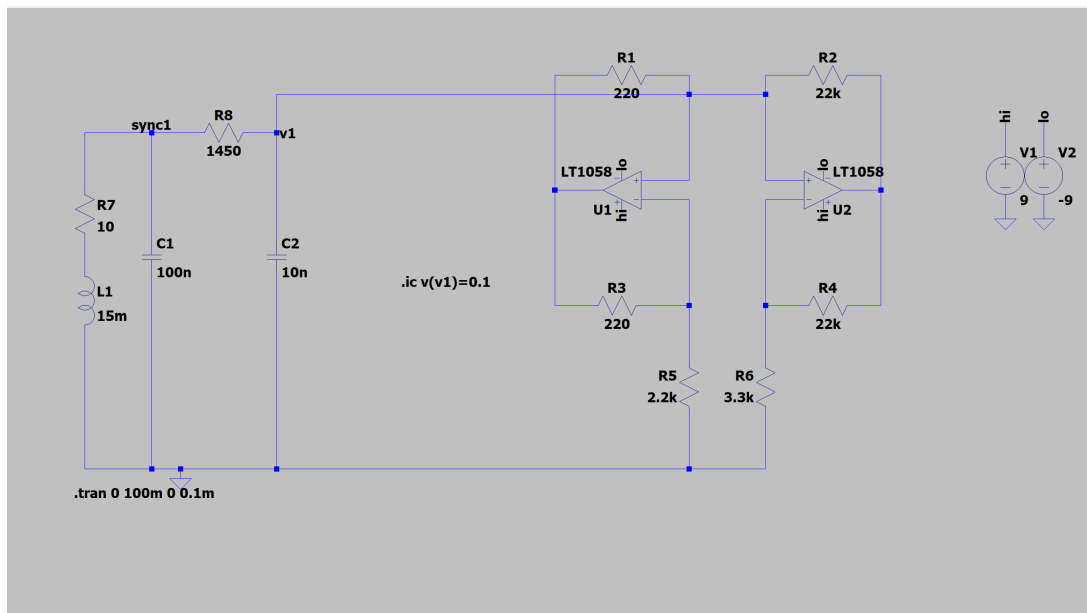 R1
220
R2
22k
hi
lo
sync1
R8
1450
v1
LT1058
lo
U1
hi
lo
LT1058
hi
U2
V1
9
V2
-9
R7
10
C1
100n
C2
10n
L1
15m
.ic v(v1)=0.1
R3
220
R4
22k
R5
2.2k
R6
3.3k
.tran 0 100m 0 0.1m